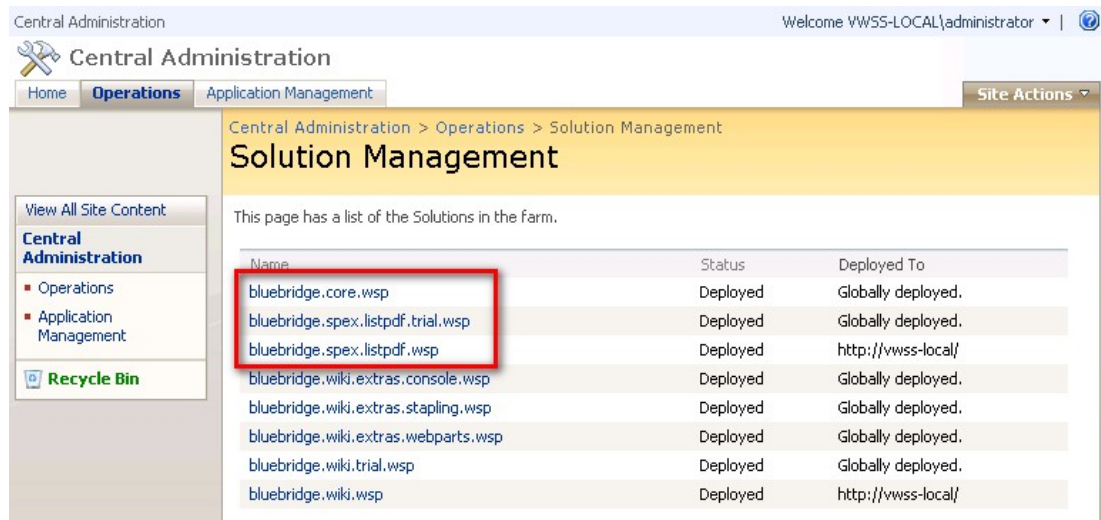 Central Administration Welcome VWSS-LOCAL\administrator |
Central Administration
Home Operations Application Management Site Actions
Central Administration > Operations > Solution Management
Solution Management
View All Site Content
Central
Administration
Operations
Application
Management
Recycle Bin
This page has a list of the Solutions in the farm.
Name Status Deployed To
bluebridge.core.wsp Deployed Globally deployed.
bluebridge.spex.listpdf.trial.wsp Deployed Globally deployed.
bluebridge.spex.listpdf.wsp Deployed http://vwss-local/
bluebridge.wiki.extras.console.wsp Deployed Globally deployed.
bluebridge.wiki.extras.stapling.wsp Deployed Globally deployed.
bluebridge.wiki.extras.webparts.wsp Deployed Globally deployed.
bluebridge.wiki.trial.wsp Deployed Globally deployed.
bluebridge.wiki.wsp Deployed http://vwss-local/